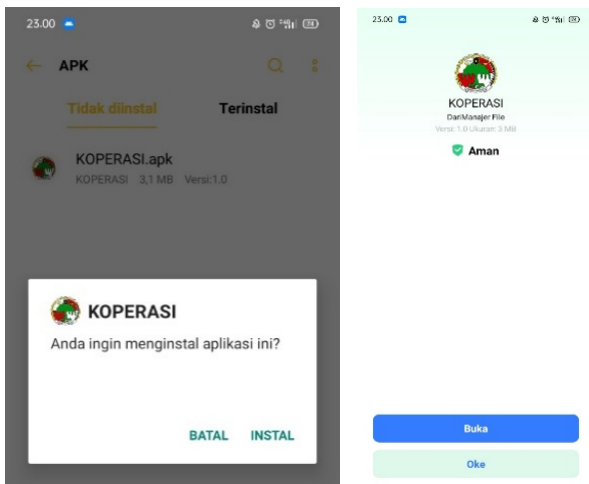 23.00
APK
Tidak diinstal
Terinstal
KOPERASI.apk
KOPERASI 3,1 MB Versi:1.0
KOPERASI
Anda ingin menginstal aplikasi ini?
BATAL INSTAL
23.00
KOPERASI
DariManajer File
Versi: 1.0 Ukuran: 3 MB
Aman
Buka
Oke